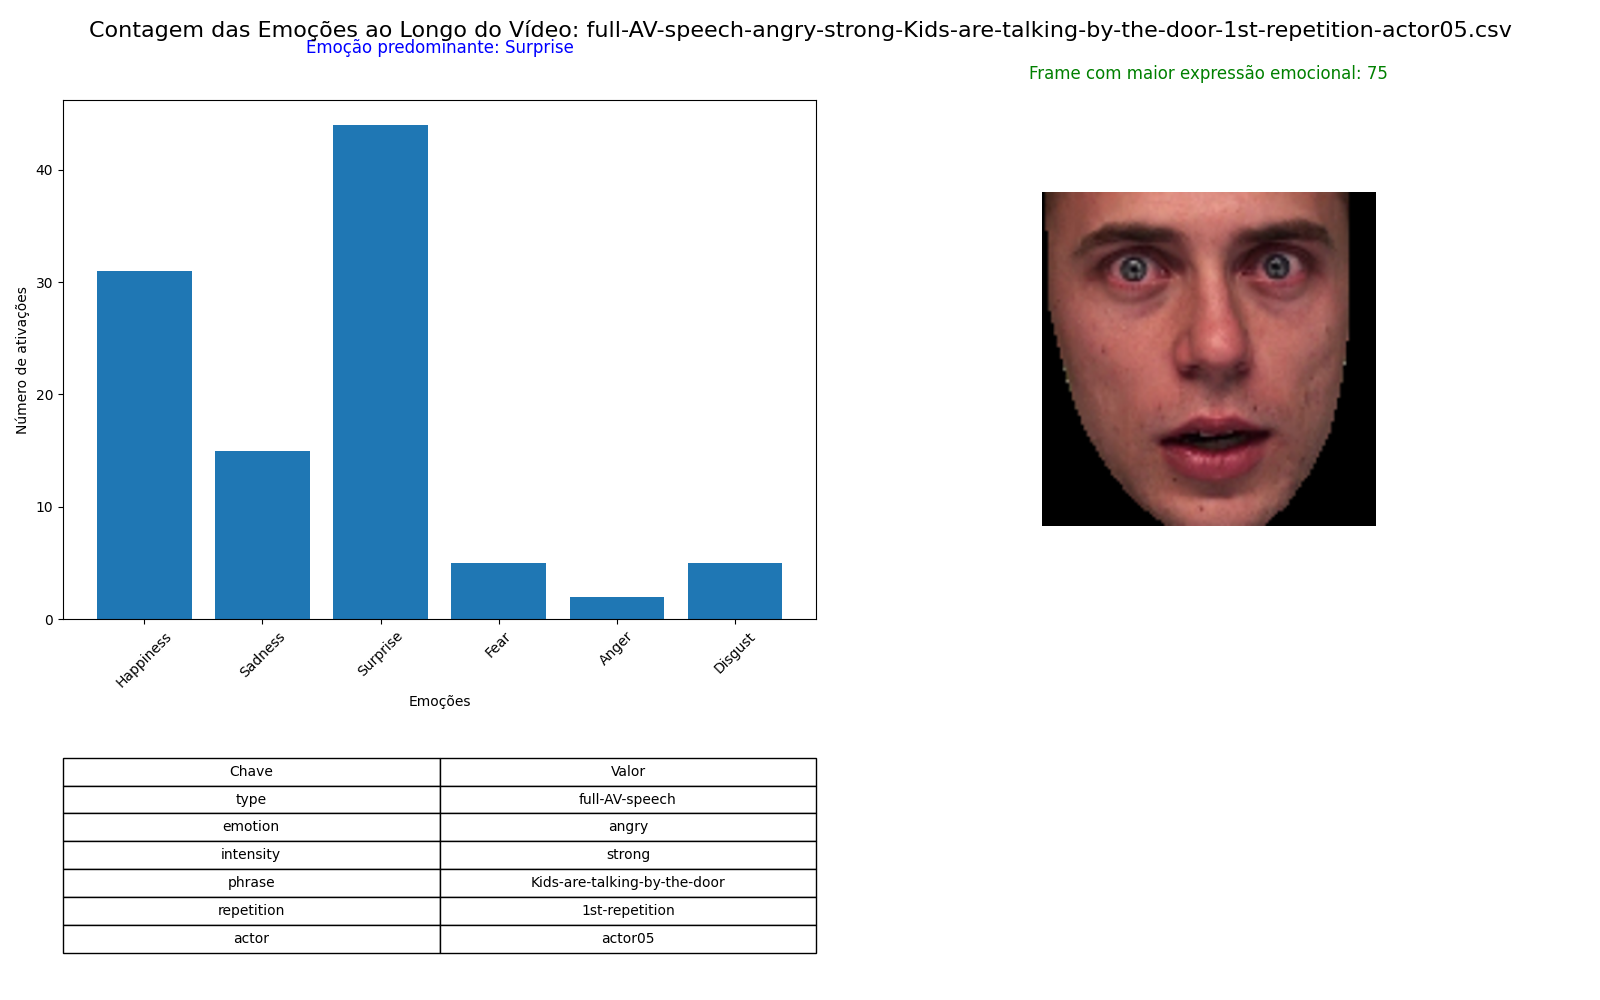 Contagem das Emoções ao Longo do Vídeo: full-AV-speech-angry-strong-Kids-are-talking-by-the-door-1st-repetition-actor05.csv
Emoção predominante: Surprise
Frame com maior expressão emocional: 75
Número de ativações
40
30
20
10
0
Happiness
Sadness
Surprise
Fear
Anger
Disgust
Emoções
Chave Valor
type full-AV-speech
emotion angry
intensity strong
phrase Kids-are-talking-by-the-door
repetition 1st-repetition
actor actor05